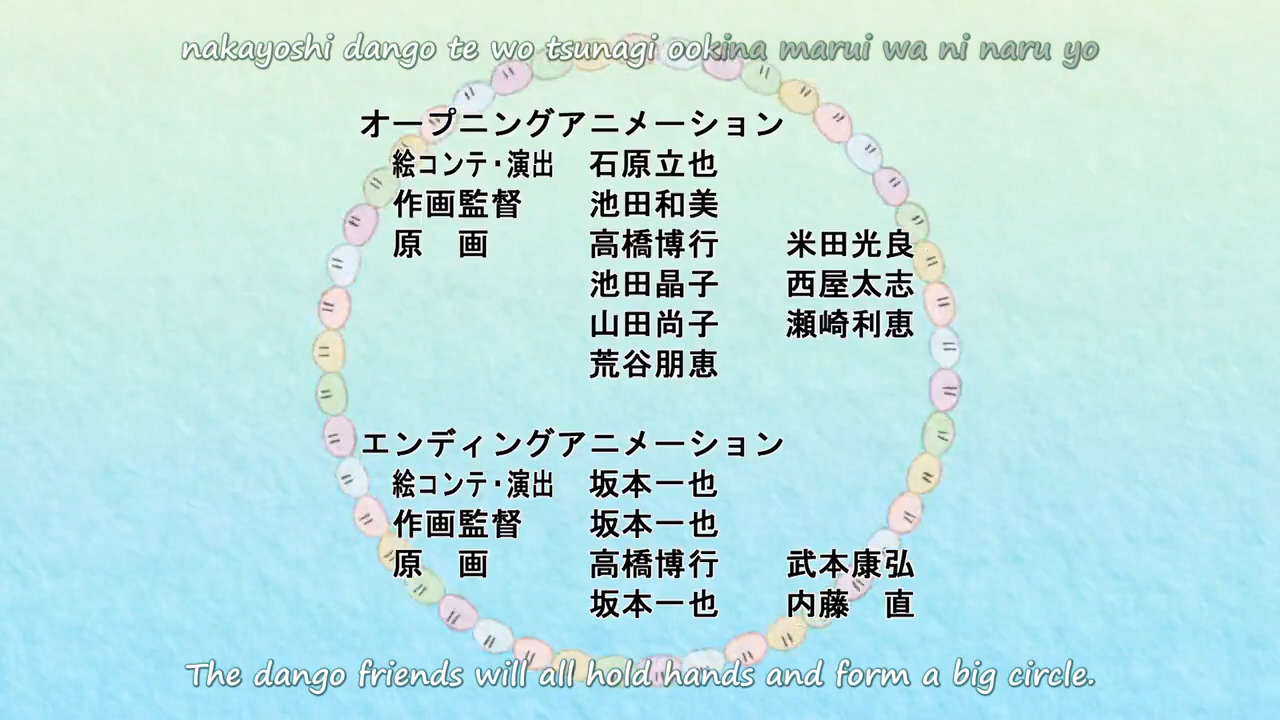 nakayoshi dango te wo tsunagi ookina marui wa ni naru yo
オープニングアニメーション
絵コンテ・演出 石原立也
作画監督 池田和美
原　画 高橋博行 米田光良
池田晶子 西屋太志
山田尚子 瀬崎利恵
荒谷朋恵
エンディングアニメーション
絵コンテ・演出 坂本一也
作画監督 坂本一也
原　画 高橋博行 武本康弘
坂本一也 内藤　直
The dango friends will all hold hands and form a big circle.